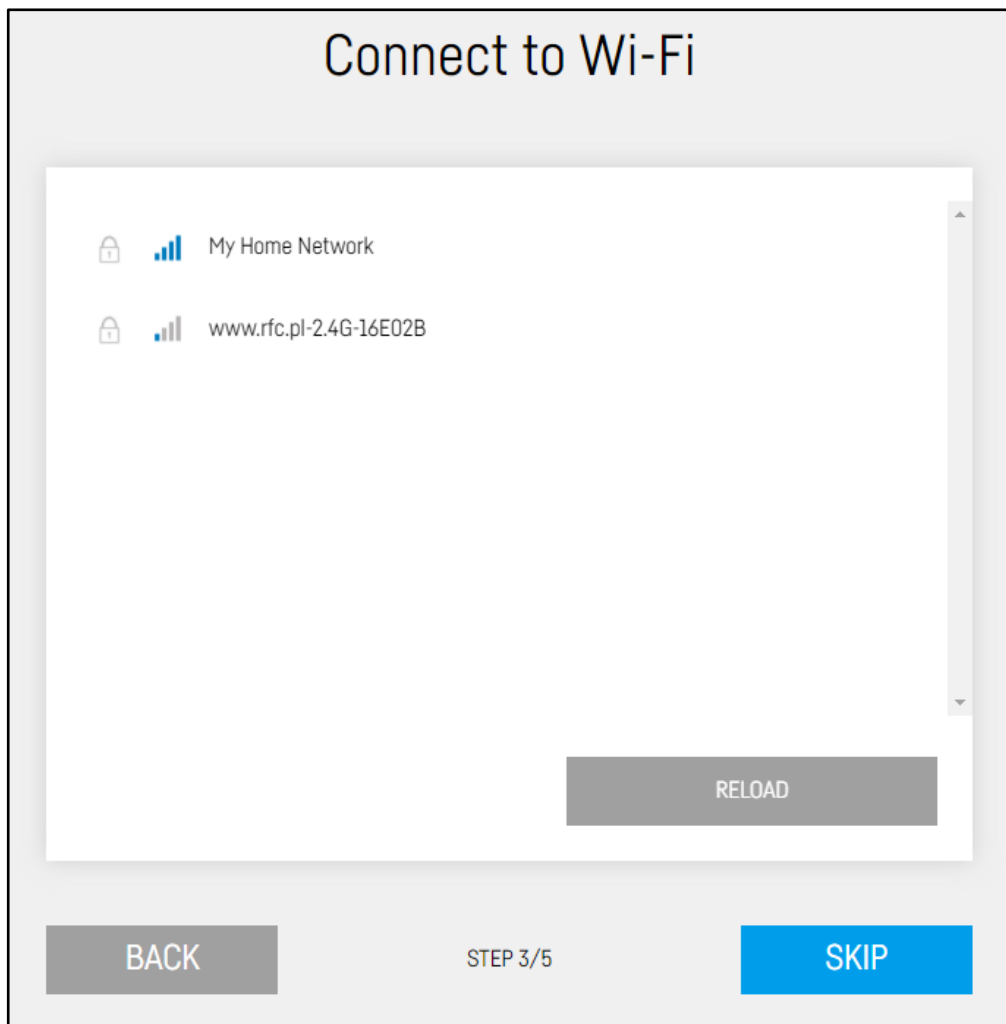 Connect to Wi-Fi
My Home Network
www.rfc.pl-2.4G-16E02B
RELOAD
BACK
STEP 3/5
SKIP